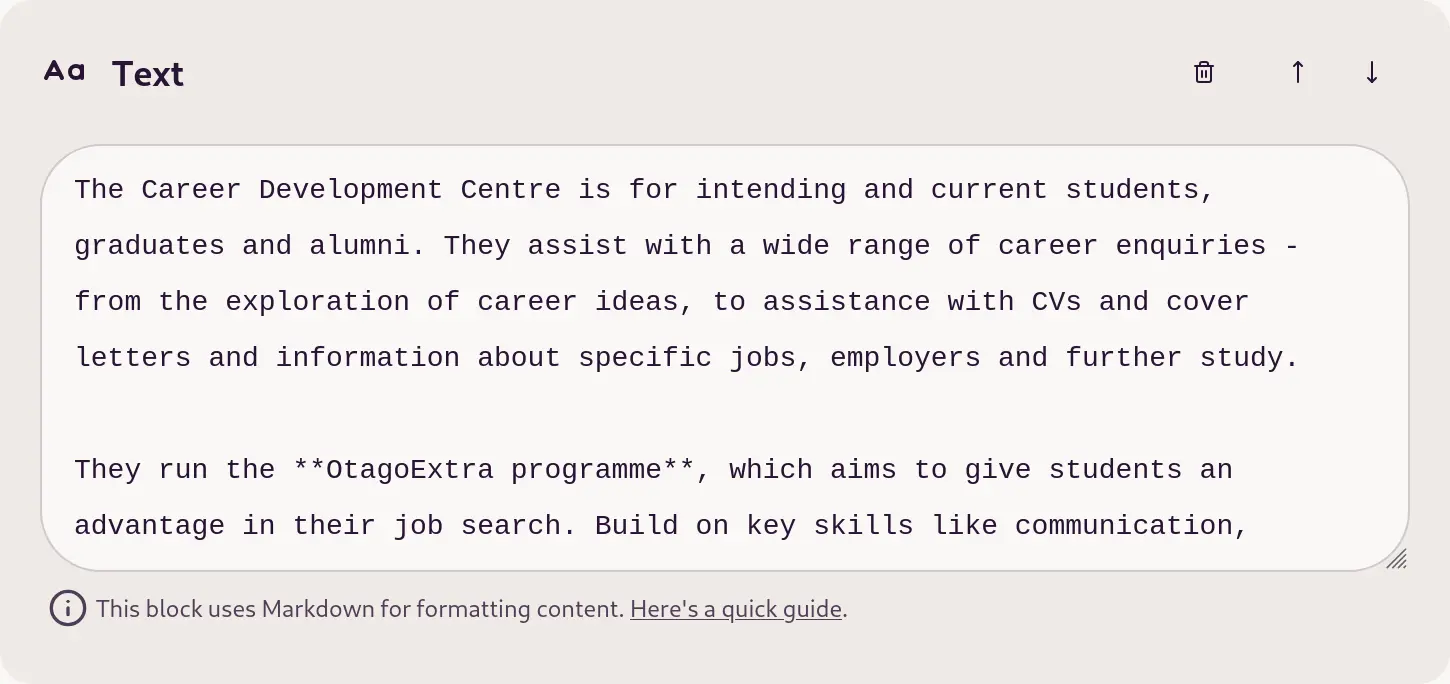 Aa Text
The Career Development Centre is for intending and current students,
graduates and alumni. They assist with a wide range of career enquiries -
from the exploration of career ideas, to assistance with CVs and cover
letters and information about specific jobs, employers and further study.
They run the **OtagoExtra programme**, which aims to give students an
advantage in their job search. Build on key skills like communication,
This block uses Markdown for formatting content. Here's a quick guide.